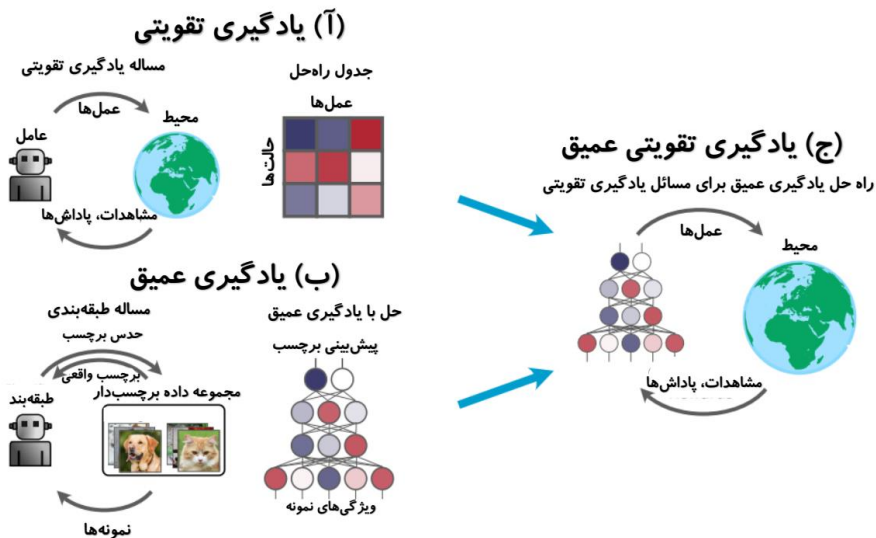 (آ) یادگیری تقویتی
مساله یادگیری تقویتی
عمل‌ها
عامل
محیط
مشاهدات، پاداش‌ها
جدول راه‌حل
عمل‌ها
حالت‌ها
(ب) یادگیری عمیق
مساله طبقه‌بندی
حدس برچسب
برچسب واقعی
طبقه‌بند
مجموعه داده برچسب‌دار
نمونه‌ها
حل با یادگیری عمیق
پیش‌بینی برچسب
ویژگی‌های نمونه
(ج) یادگیری تقویتی عمیق
راه حل یادگیری عمیق برای مسائل یادگیری تقویتی
عمل‌ها
محیط
مشاهدات، پاداش‌ها